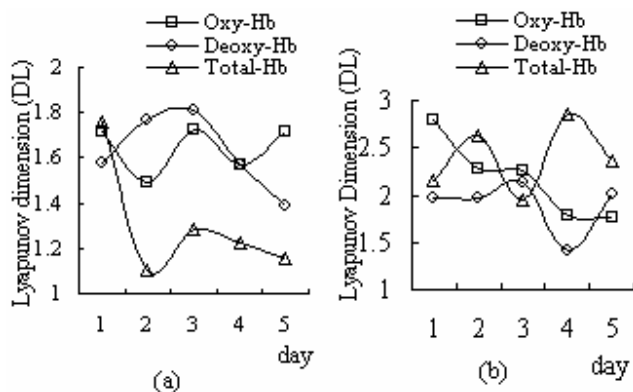 Oxy-Hb
Deoxy-Hb
Total-Hb
Lyapunov dimension (DL)
2
1.8
1.6
1.4
1.2
1
1 2 3 4 5
day
(a)
Oxy-Hb
Deoxy-Hb
Total-Hb
Lyapunov Dimension (DL)
3
2.5
2
1.5
1
1 2 3 4 5
day
(b)